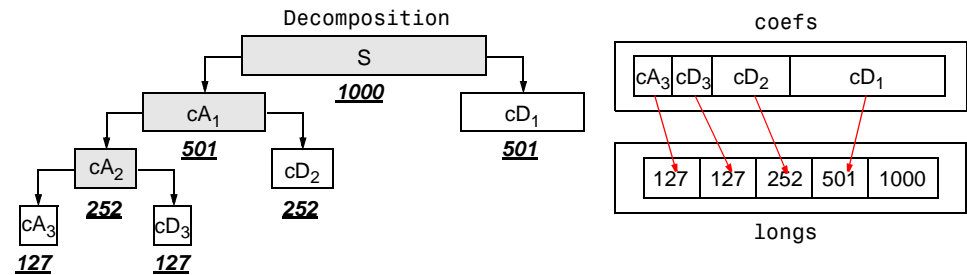 Decomposition
S
1000
cA1
501
cD1
501
cA2
252
cD2
252
cA3
127
cD3
127
coefs
cA3 cD3 cD2 cD1
127 127 252 501 1000
longs